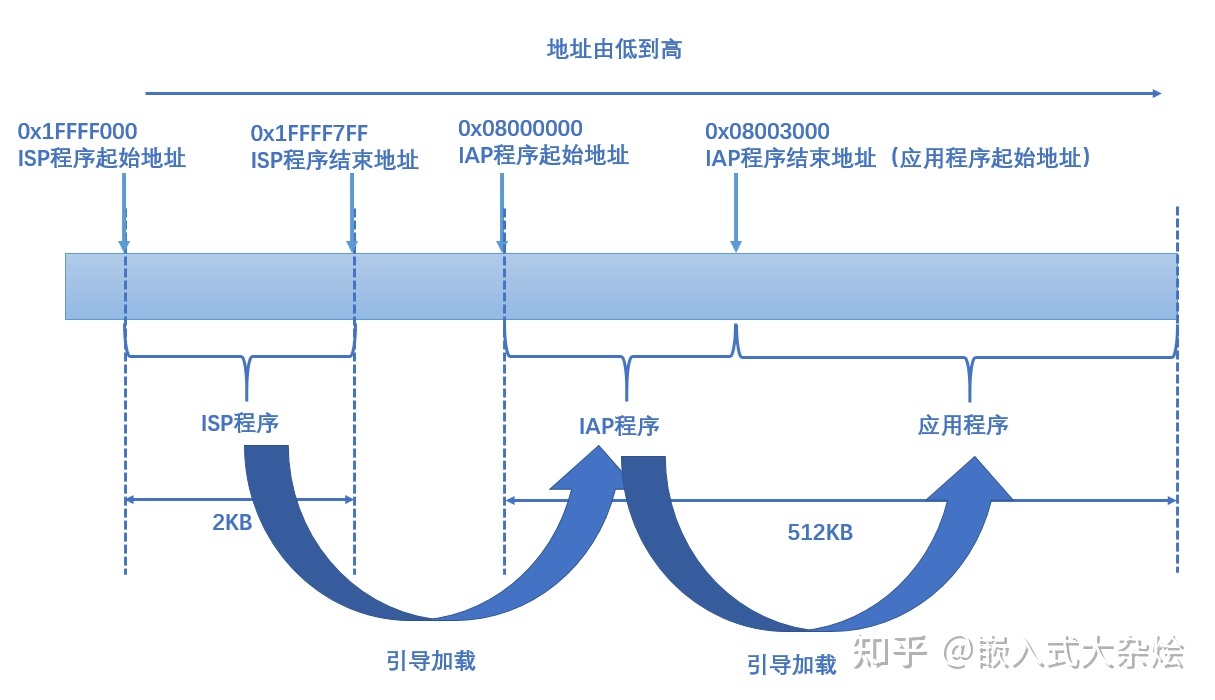 地址由低到高
0x1FFFF000
ISP程序起始地址
0x1FFFF7FF
ISP程序结束地址
0x08000000
IAP程序起始地址
0x08003000
IAP程序结束地址（应用程序起始地址）
ISP程序
IAP程序
应用程序
2KB
512KB
引导加载
引导加载
知乎 @嵌入式大杂烩